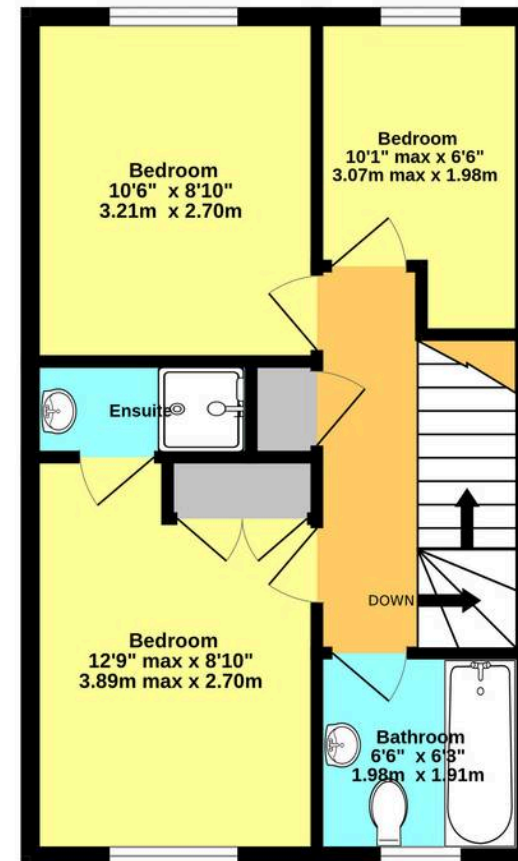 Bedroom
10'6" x 8'10"
3.21m x 2.70m
Bedroom
10'1" max x 6'6"
3.07m max x 1.98m
Ensuite
Bedroom
12'9" max x 8'10"
3.89m max x 2.70m
DOWN
Bathroom
6'6" x 6'3"
1.98m x 1.91m